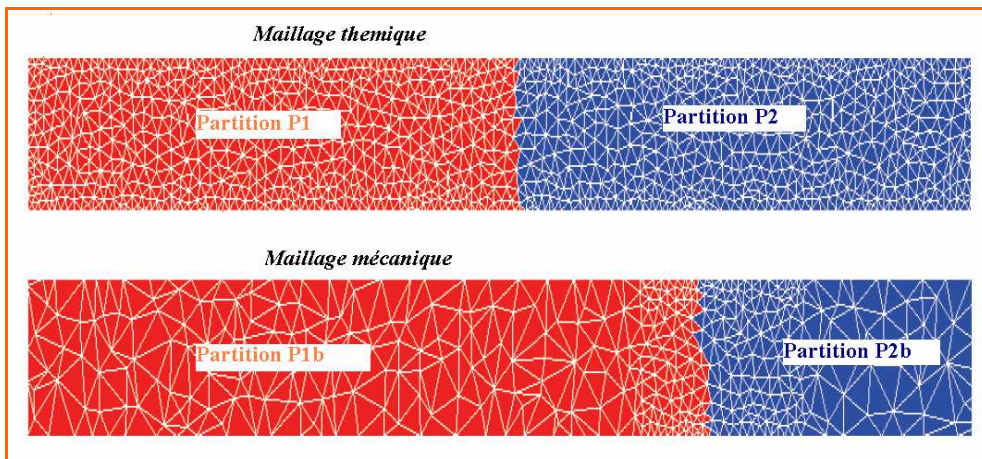 Maillage themique
Partition P1
Partition P2
Maillage mécanique
Partition P1b
Partition P2b